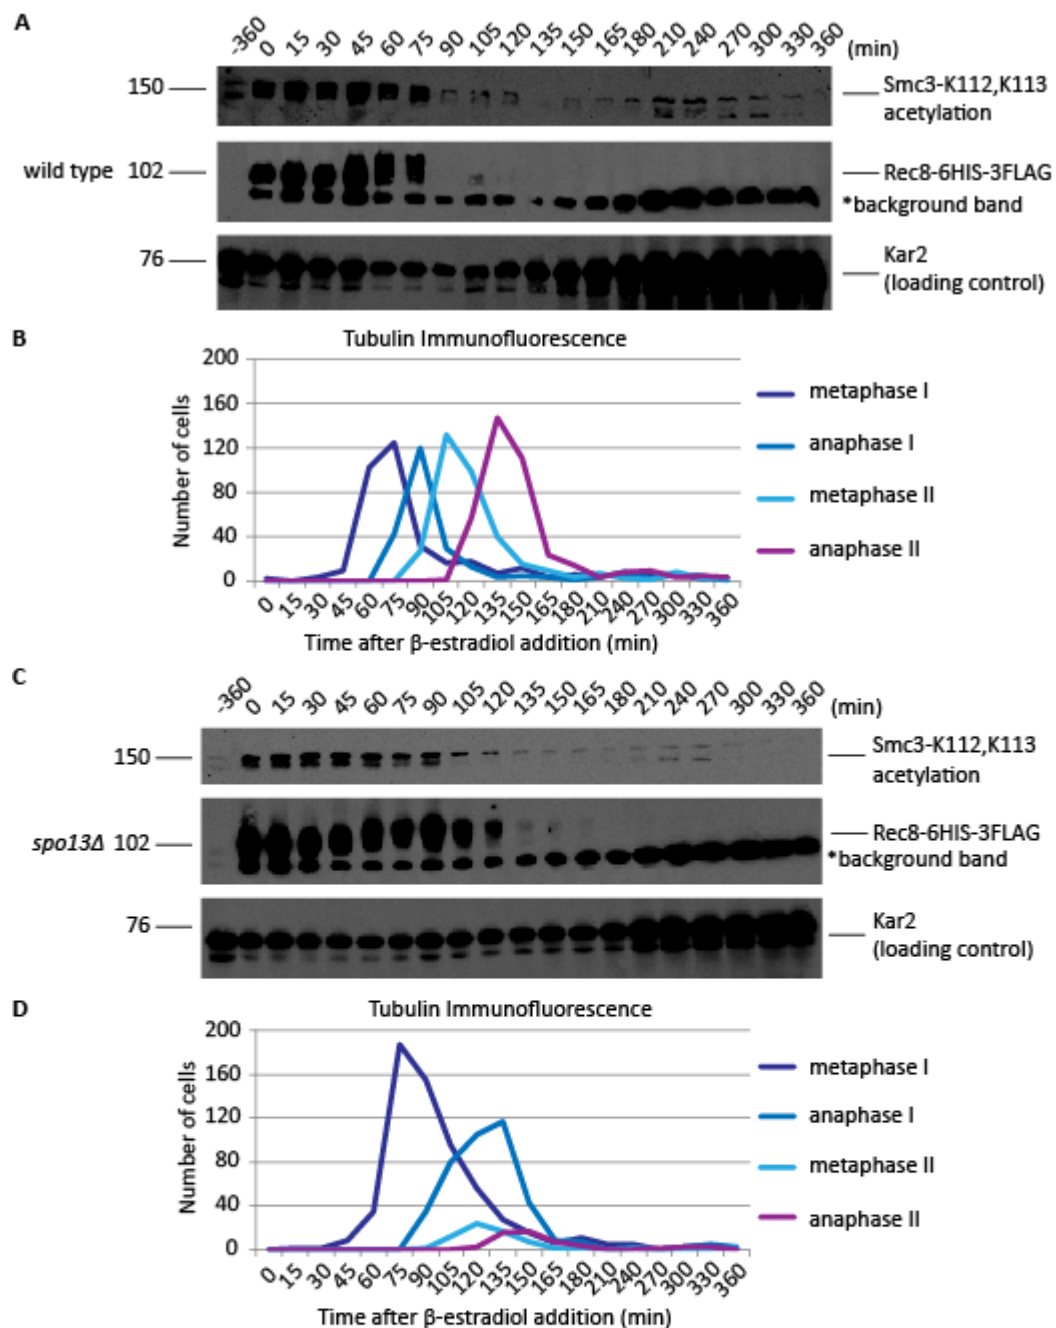 A
-360 0 15 30 45 60 75 90 105 120 135 150 165 180 210 240 270 300 330 360 (min)
150
Smc3-K112,K113
acetylation
wild type 102
Rec8-6HIS-3FLAG
*background band
76
Kar2
(loading control)
B
Tubulin Immunofluorescence
200
160
120
80
40
0
Number of cells
0 15 30 45 60 75 90 105 120 135 150 165 180 210 240 270 300 330 360
Time after β-estradiol addition (min)
metaphase I
anaphase I
metaphase II
anaphase II
C
-360 0 15 30 45 60 75 90 105 120 135 150 165 180 210 240 270 300 330 360 (min)
150
Smc3-K112,K113
acetylation
spo13Δ 102
Rec8-6HIS-3FLAG
*background band
76
Kar2
(loading control)
D
Tubulin Immunofluorescence
200
160
120
80
40
0
Number of cells
0 15 30 45 60 75 90 105 120 135 150 165 180 210 240 270 300 330 360
Time after β-estradiol addition (min)
metaphase I
anaphase I
metaphase II
anaphase II